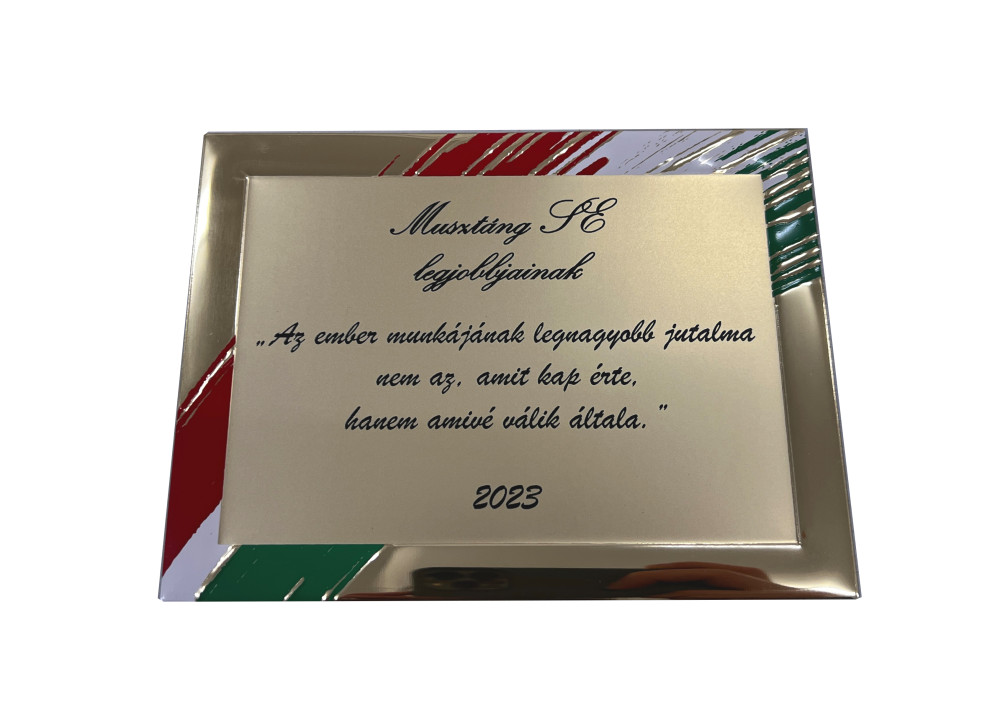 Musztáng SE
legjobbjainak
„Az ember munkájának legnagyobb jutalma
nem az, amit kap érte,
hanem amivé válik általa."
2023